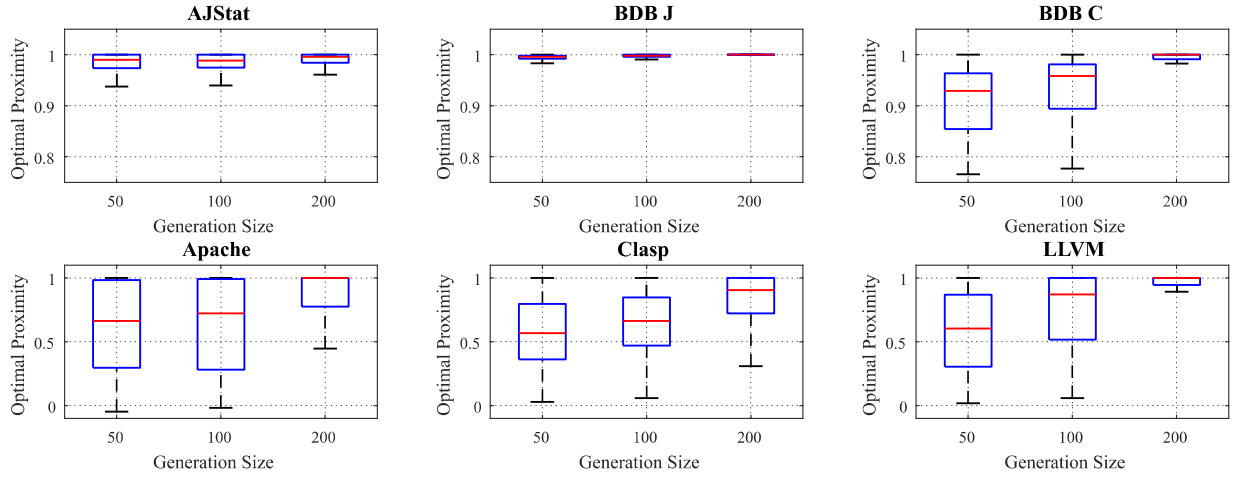 AJStat
BDB J
BDB C
Optimal Proximity
1
0.9
0.8
50
100
200
Generation Size
Optimal Proximity
1
0.9
0.8
50
100
200
Generation Size
Optimal Proximity
1
0.9
0.8
50
100
200
Generation Size
Apache
Clasp
LLVM
Optimal Proximity
1
0.5
0
50
100
200
Generation Size
Optimal Proximity
1
0.5
0
50
100
200
Generation Size
Optimal Proximity
1
0.5
0
50
100
200
Generation Size